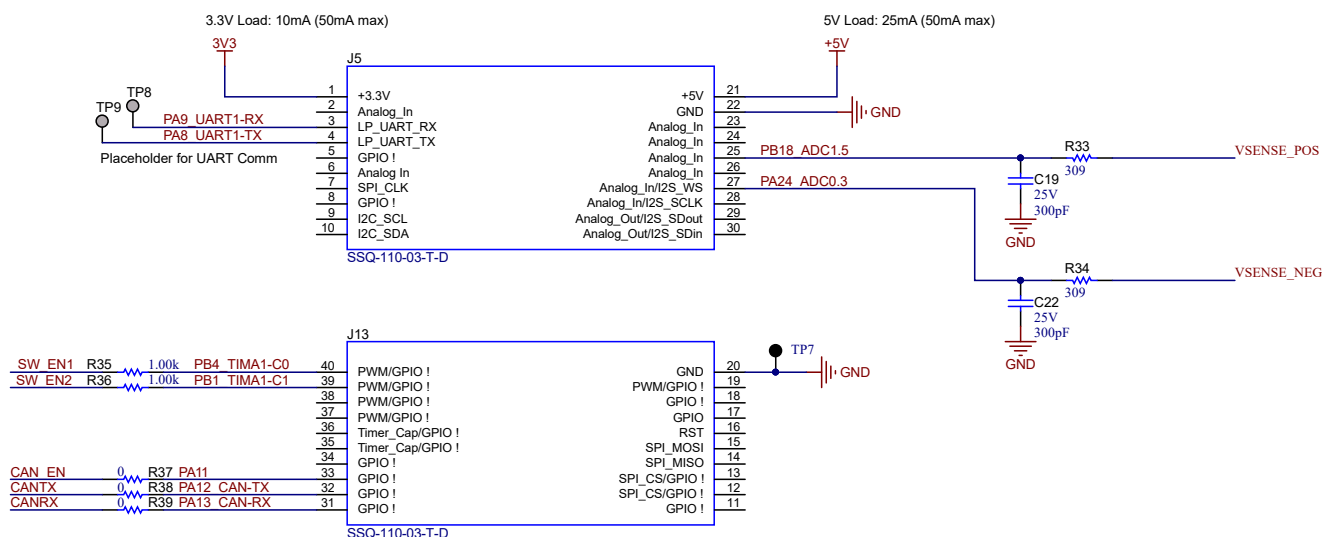 3.3V Load: 10mA (50mA max)
5V Load: 25mA (50mA max)
3V3
+5V
J5
TP8
TP9
1 +3.3V
2 Analog_In
PA9_UART1-RX 3 LP_UART_RX
PA8_UART1-TX 4 LP_UART_TX
Placeholder for UART Comm
5 GPIO !
6 Analog In
7 SPI_CLK
8 GPIO !
9 I2C_SCL
10 I2C_SDA
+5V 21
GND 22 GND
Analog_In 23
Analog_In 24
Analog_In 25 PB18_ADC1.5
Analog_In 26
Analog_In/I2S_WS 27 PA24_ADC0.3
Analog_In/I2S_SCLK 28
Analog_Out/I2S_SDout 29
Analog_Out/I2S_SDin 30
SSQ-110-03-T-D
R33
309
VSENSE_POS
C19
25V
300pF
GND
R34
309
VSENSE_NEG
C22
25V
300pF
GND
J13
SW_EN1 R35 1.00k PB4_TIMA1-C0 40 PWM/GPIO !
SW_EN2 R36 1.00k PB1_TIMA1-C1 39 PWM/GPIO !
38 PWM/GPIO !
37 PWM/GPIO !
36 Timer_Cap/GPIO !
35 Timer_Cap/GPIO !
34 GPIO !
CAN_EN 0 R37 PA11 33 GPIO !
CANTX 0 R38 PA12_CAN-TX 32 GPIO !
CANRX 0 R39 PA13_CAN-RX 31 GPIO !
GND 20 TP7 GND
PWM/GPIO ! 19
GPIO ! 18
GPIO 17
RST 16
SPI_MOSI 15
SPI_MISO 14
SPI_CS/GPIO ! 13
SPI_CS/GPIO ! 12
GPIO ! 11
SSQ-110-03-T-D